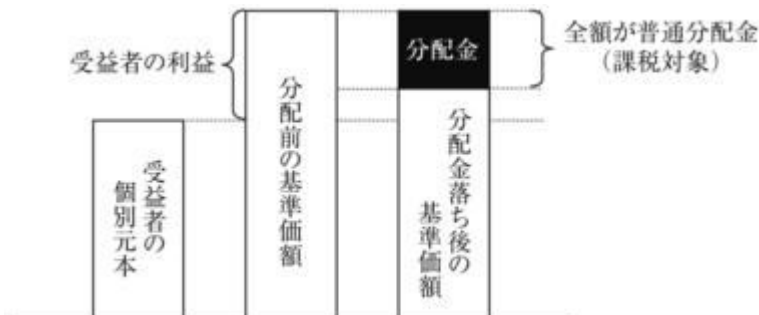 受益者の利益
受益者の
個別元本
分配前の基準価額
分配金
分配金落ち後の
基準価額
全額が普通分配金
（課税対象）